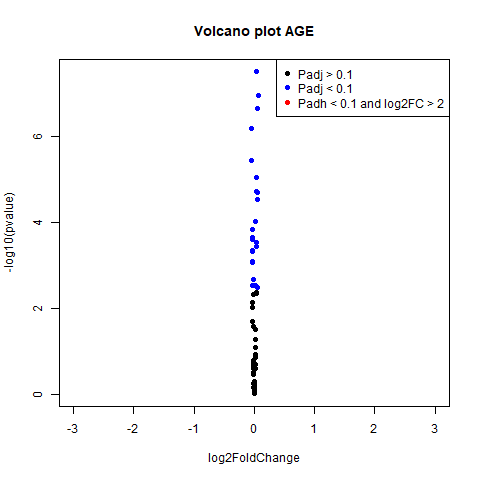 Volcano plot AGE
Padj > 0.1
Padj < 0.1
Padh < 0.1 and log2FC > 2
-log10(pvalue)
6
4
2
0
-3 -2 -1 0 1 2 3
log2FoldChange